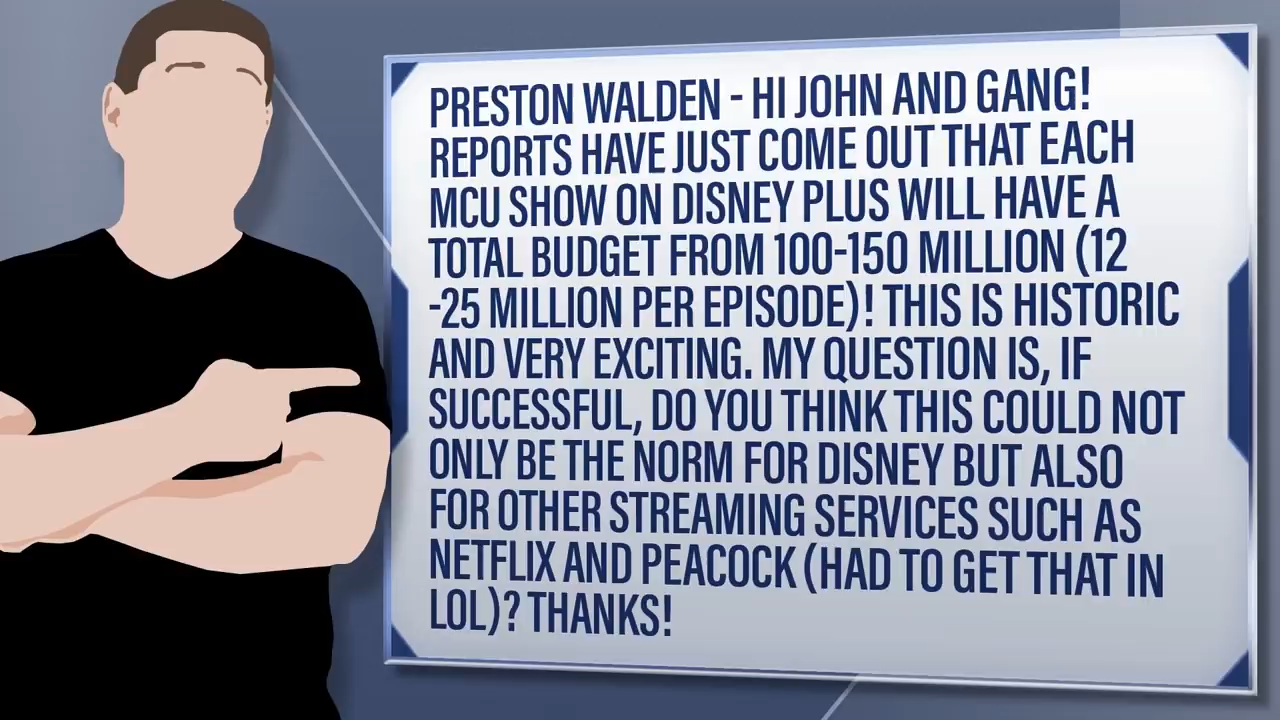 PRESTON WALDEN - HI JOHN AND GANG!
REPORTS HAVE JUST COME OUT THAT EACH
MCU SHOW ON DISNEY PLUS WILL HAVE A
TOTAL BUDGET FROM 100-150 MILLION (12
-25 MILLION PER EPISODE)! THIS IS HISTORIC
AND VERY EXCITING. MY QUESTION IS, IF
SUCCESSFUL, DO YOU THINK THIS COULD NOT
ONLY BE THE NORM FOR DISNEY BUT ALSO
FOR OTHER STREAMING SERVICES SUCH AS
NETFLIX AND PEACOCK (HAD TO GET THAT IN
LOL)? THANKS!